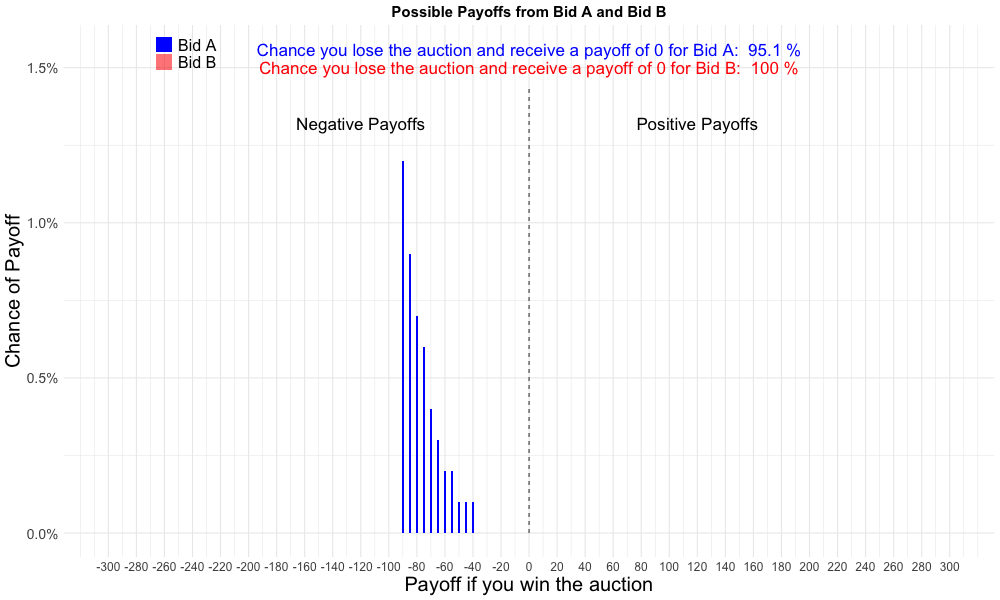 Possible Payoffs from Bid A and Bid B
Bid A
Bid B
Chance you lose the auction and receive a payoff of 0 for Bid A:  95.1 %
Chance you lose the auction and receive a payoff of 0 for Bid B:  100 %
Negative Payoffs
Positive Payoffs
Chance of Payoff
1.5%
1.0%
0.5%
0.0%
-300 -280 -260 -240 -220 -200 -180 -160 -140 -120 -100 -80 -60 -40 -20 0 20 40 60 80 100 120 140 160 180 200 220 240 260 280 300
Payoff if you win the auction